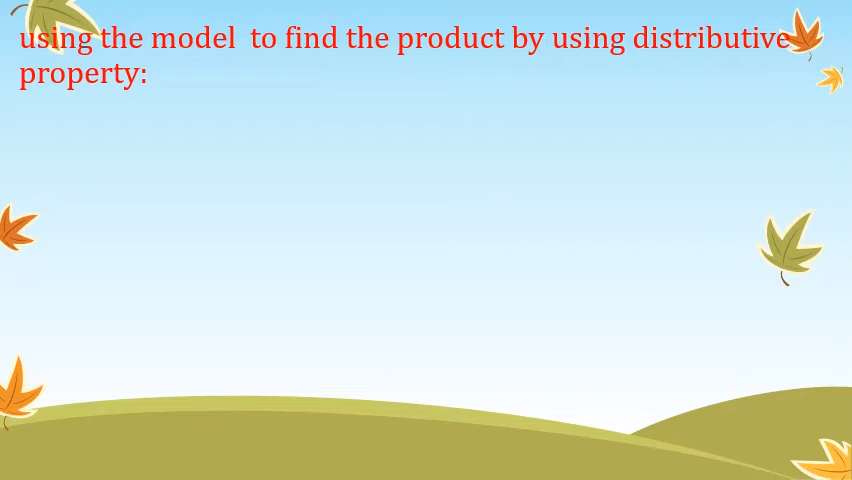 using the model  to find the product by using distributive
property: